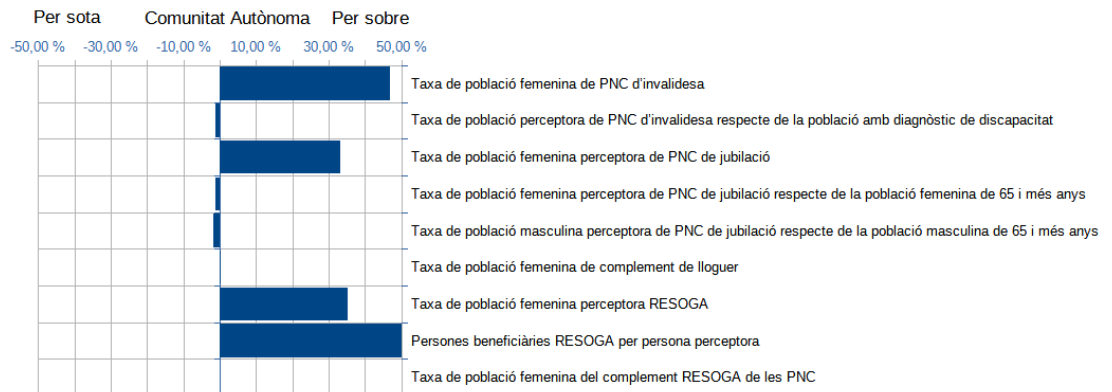 Per sota Comunitat Autònoma Per sobre
-50,00 % -30,00 % -10,00 % 10,00 % 30,00 % 50,00 %
Taxa de població femenina de PNC d'invalidesa
Taxa de població perceptora de PNC d'invalidesa respecte de la població amb diagnòstic de discapacitat
Taxa de població femenina perceptora de PNC de jubilació
Taxa de població femenina perceptora de PNC de jubilació respecte de la població femenina de 65 i més anys
Taxa de població masculina perceptora de PNC de jubilació respecte de la població masculina de 65 i més anys
Taxa de població femenina de complement de lloguer
Taxa de població femenina perceptora RESOGA
Persones beneficiàries RESOGA per persona perceptora
Taxa de població femenina del complement RESOGA de les PNC